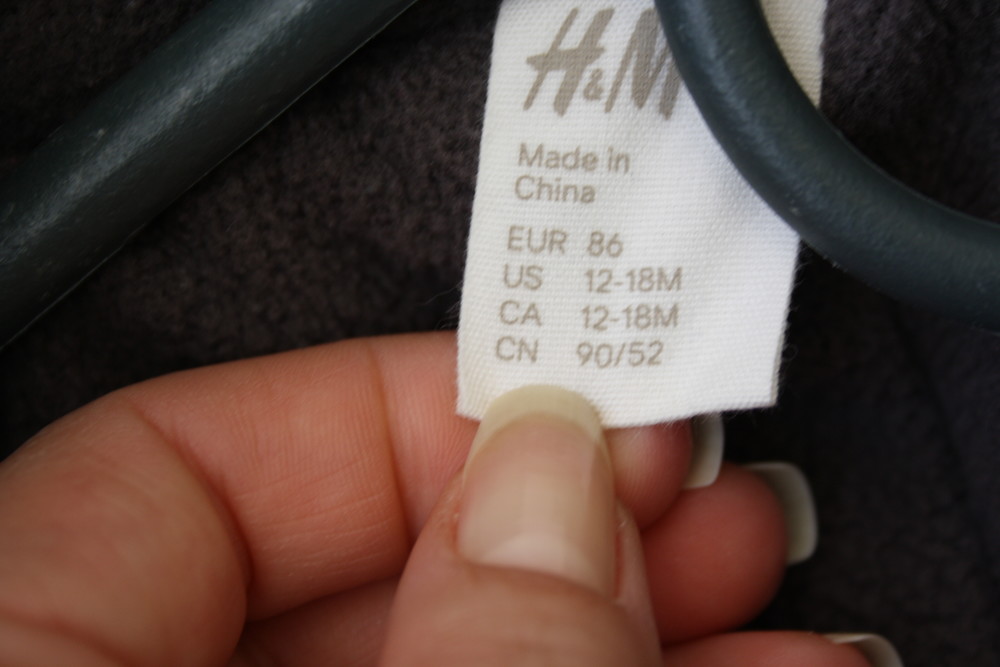 H&M
Made in
China
EUR 86
US 12-18M
CA 12-18M
CN 90/52